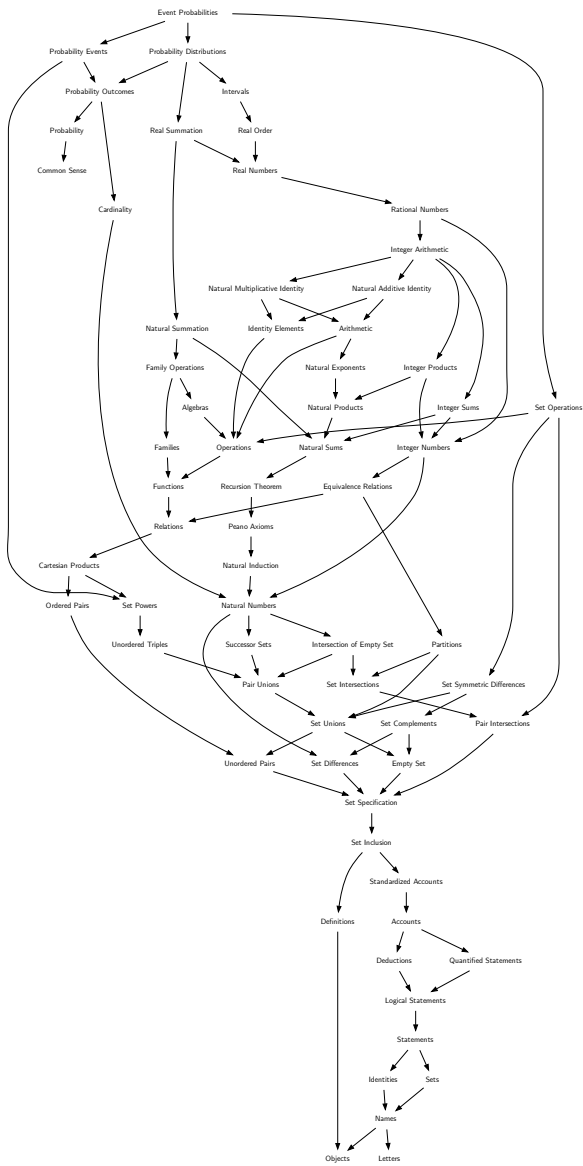 Event Probabilities
Probability Events
Probability Distributions
Probability Outcomes
Intervals
Probability
Real Summation
Real Order
Common Sense
Real Numbers
Cardinality
Rational Numbers
Integer Arithmetic
Natural Multiplicative Identity
Natural Additive Identity
Natural Summation
Identity Elements
Arithmetic
Family Operations
Natural Exponents
Integer Products
Algebras
Natural Products
Integer Sums
Set Operations
Families
Operations
Natural Sums
Integer Numbers
Functions
Recursion Theorem
Equivalence Relations
Relations
Peano Axioms
Cartesian Products
Natural Induction
Ordered Pairs
Set Powers
Natural Numbers
Unordered Triples
Successor Sets
Intersection of Empty Set
Partitions
Pair Unions
Set Intersections
Set Symmetric Differences
Set Unions
Set Complements
Pair Intersections
Unordered Pairs
Set Differences
Empty Set
Set Specification
Set Inclusion
Standardized Accounts
Definitions
Accounts
Deductions
Quantified Statements
Logical Statements
Statements
Identities
Sets
Names
Objects
Letters